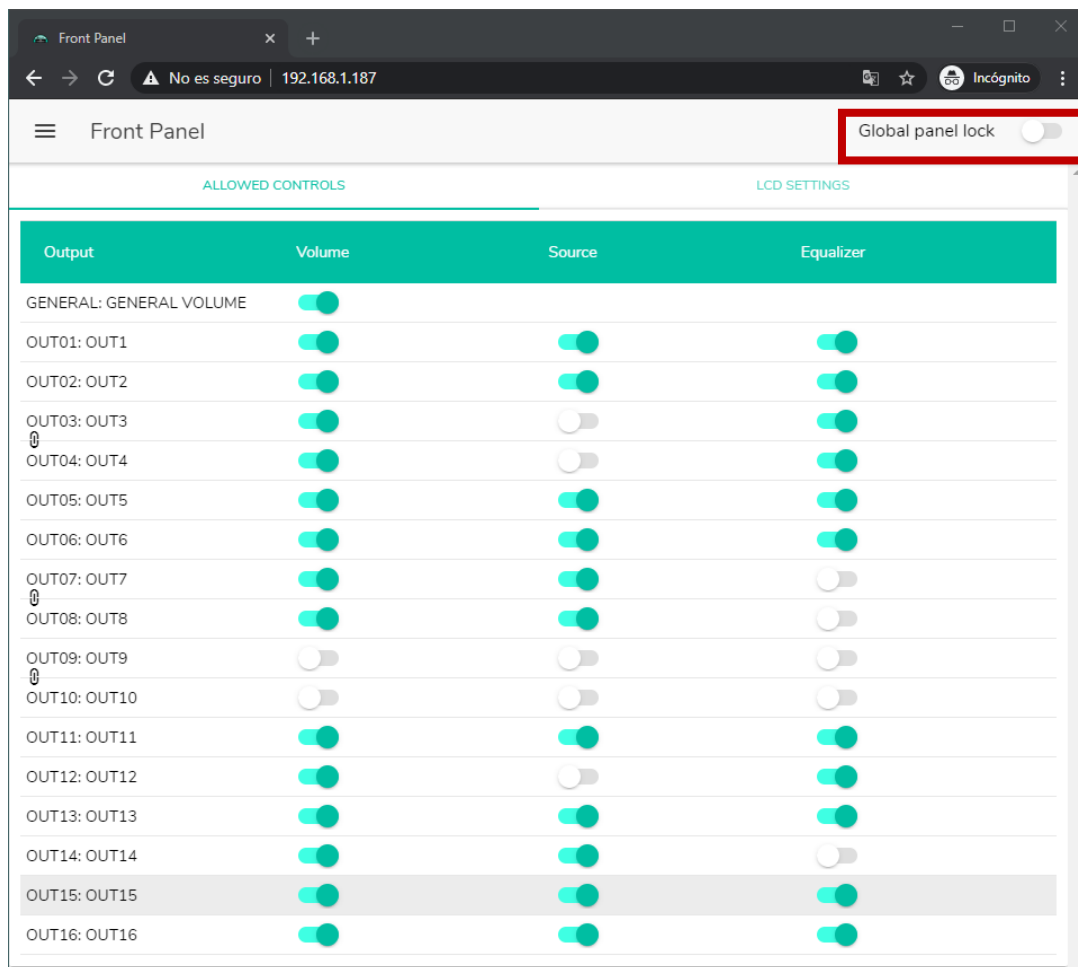 Front Panel
No es seguro 192.168.1.187
Incógnito
Front Panel
Global panel lock
ALLOWED CONTROLS
LCD SETTINGS
Output Volume Source Equalizer
GENERAL: GENERAL VOLUME
OUT01: OUT1
OUT02: OUT2
OUT03: OUT3
OUT04: OUT4
OUT05: OUT5
OUT06: OUT6
OUT07: OUT7
OUT08: OUT8
OUT09: OUT9
OUT10: OUT10
OUT11: OUT11
OUT12: OUT12
OUT13: OUT13
OUT14: OUT14
OUT15: OUT15
OUT16: OUT16